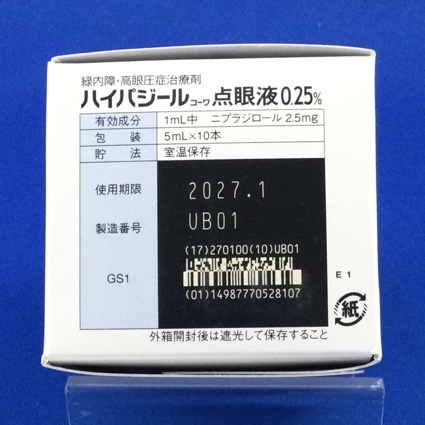 緑内障・高眼圧症治療剤
ハイパジールコーワ点眼液0.25%
有効成分 1mL中 ニプラジロール 2.5mg
包装 5mL×10本
貯法 室温保存
使用期限 2027.1
製造番号 UB01
(17)270100(10)UB01
GS1
(01)14987770528107
E 1
紙
外箱開封後は遮光して保存すること